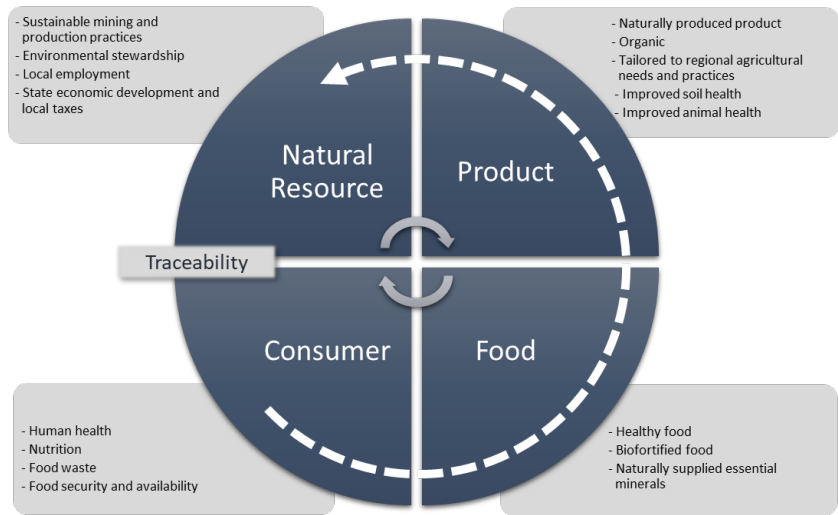 - Sustainable mining and
production practices
- Environmental stewardship
- Local employment
- State economic development and
local taxes
- Naturally produced product
- Organic
- Tailored to regional agricultural
needs and practices
- Improved soil health
- Improved animal health
Natural
Resource
Product
Traceability
Consumer
Food
- Human health
- Nutrition
- Food waste
- Food security and availability
- Healthy food
- Biofortified food
- Naturally supplied essential
minerals